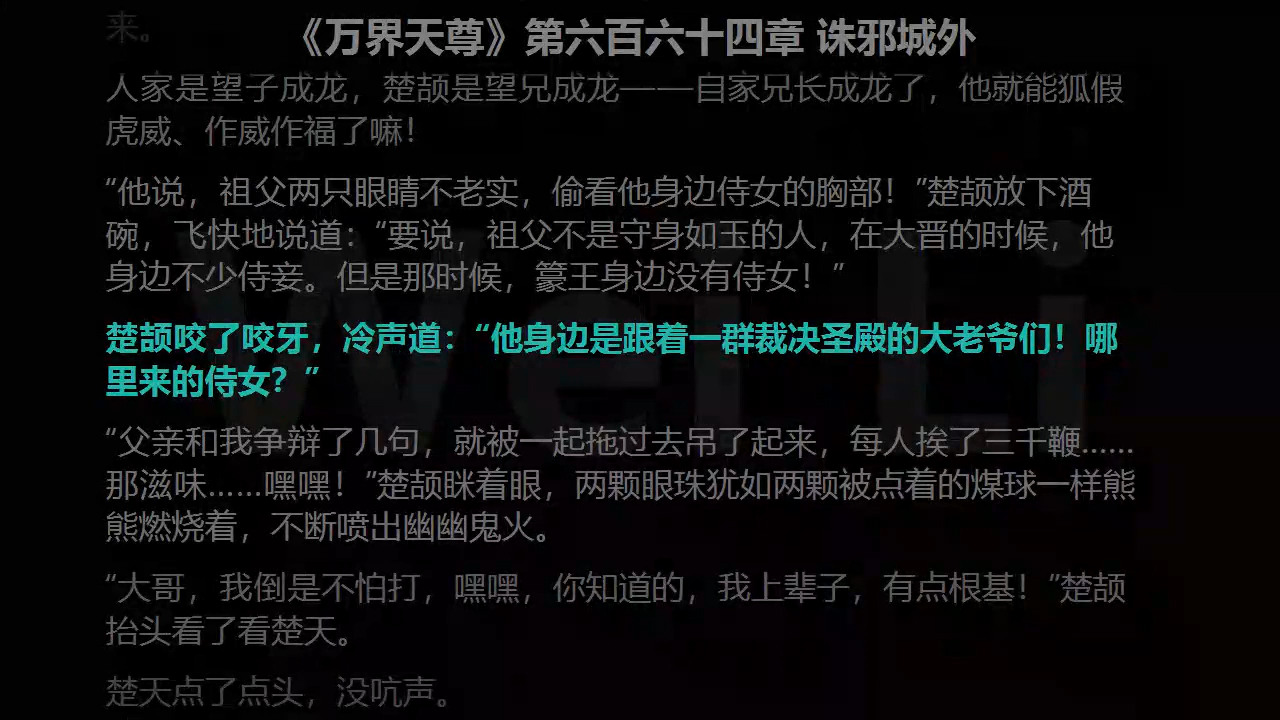 来。
《万界天尊》第六百六十四章 诛邪城外
人家是望子成龙，楚颉是望兄成龙——自家兄长成龙了，他就能狐假
虎威、作威作福了嘛！
“他说，祖父两只眼睛不老实，偷看他身边侍女的胸部！”楚颉放下酒
碗，飞快地说道：“要说，祖父不是守身如玉的人，在大晋的时候，他
身边不少侍妾。但是那时候，籇王身边没有侍女！”
楚颉咬了咬牙，冷声道：“他身边是跟着一群裁决圣殿的大老爷们！哪
里来的侍女？”
“父亲和我争辩了几句，就被一起拖过去吊了起来，每人挨了三千鞭……
那滋味……嘿嘿！”楚颉眯着眼，两颗眼珠犹如两颗被点着的煤球一样熊
熊燃烧着，不断喷出幽幽鬼火。
“大哥，我倒是不怕打，嘿嘿，你知道的，我上辈子，有点根基！”楚颉
抬头看了看楚天。
楚天点了点头，没吭声。
Wei Li